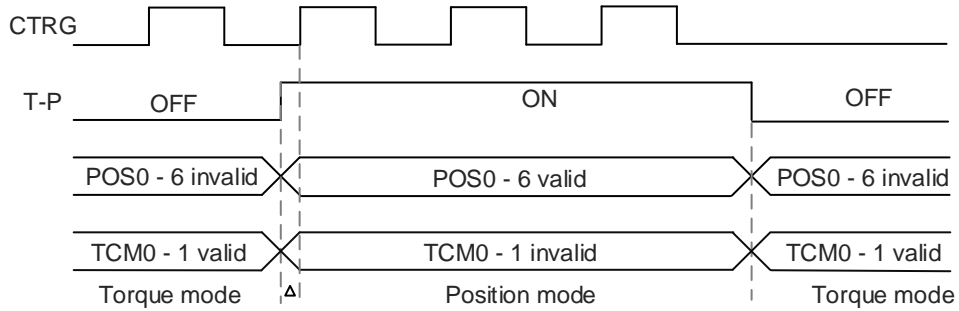 CTRG
T-P OFF ON OFF
POS0 - 6 invalid POS0 - 6 valid POS0 - 6 invalid
TCM0 - 1 valid TCM0 - 1 invalid TCM0 - 1 valid
Torque mode Δ Position mode Torque mode